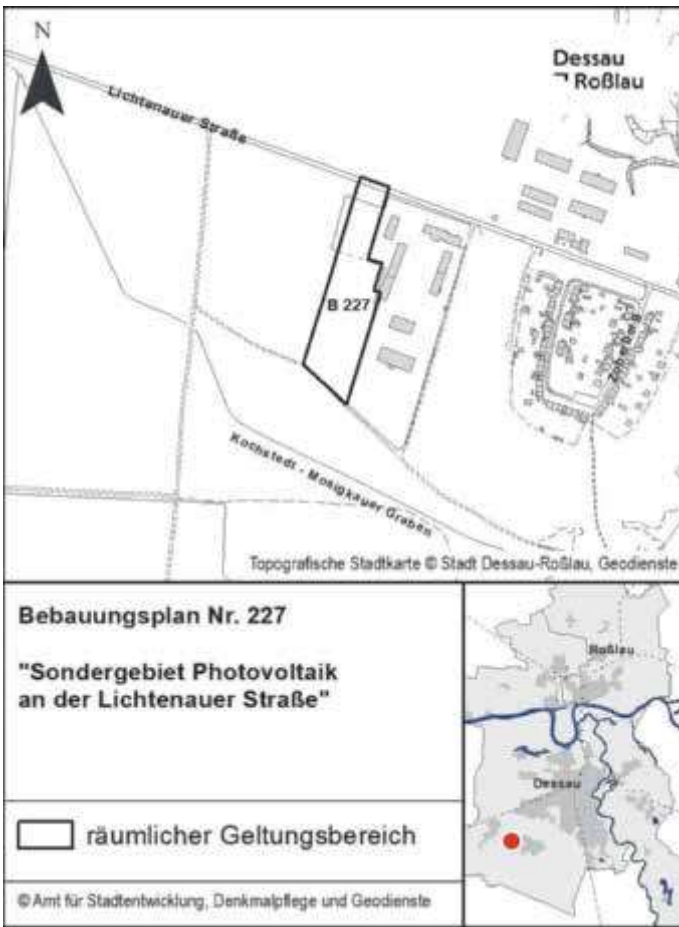 N
Dessau
Roßlau
Lichtenauer Straße
B 227
Zoberberg
Kochstedt - Mosigkauer Graben
Topografische Stadtkarte © Stadt Dessau-Roßlau, Geodienste
Bebauungsplan Nr. 227
"Sondergebiet Photovoltaik
an der Lichtenauer Straße"
räumlicher Geltungsbereich
© Amt für Stadtentwicklung, Denkmalpflege und Geodienste
Roßlau
Dessau